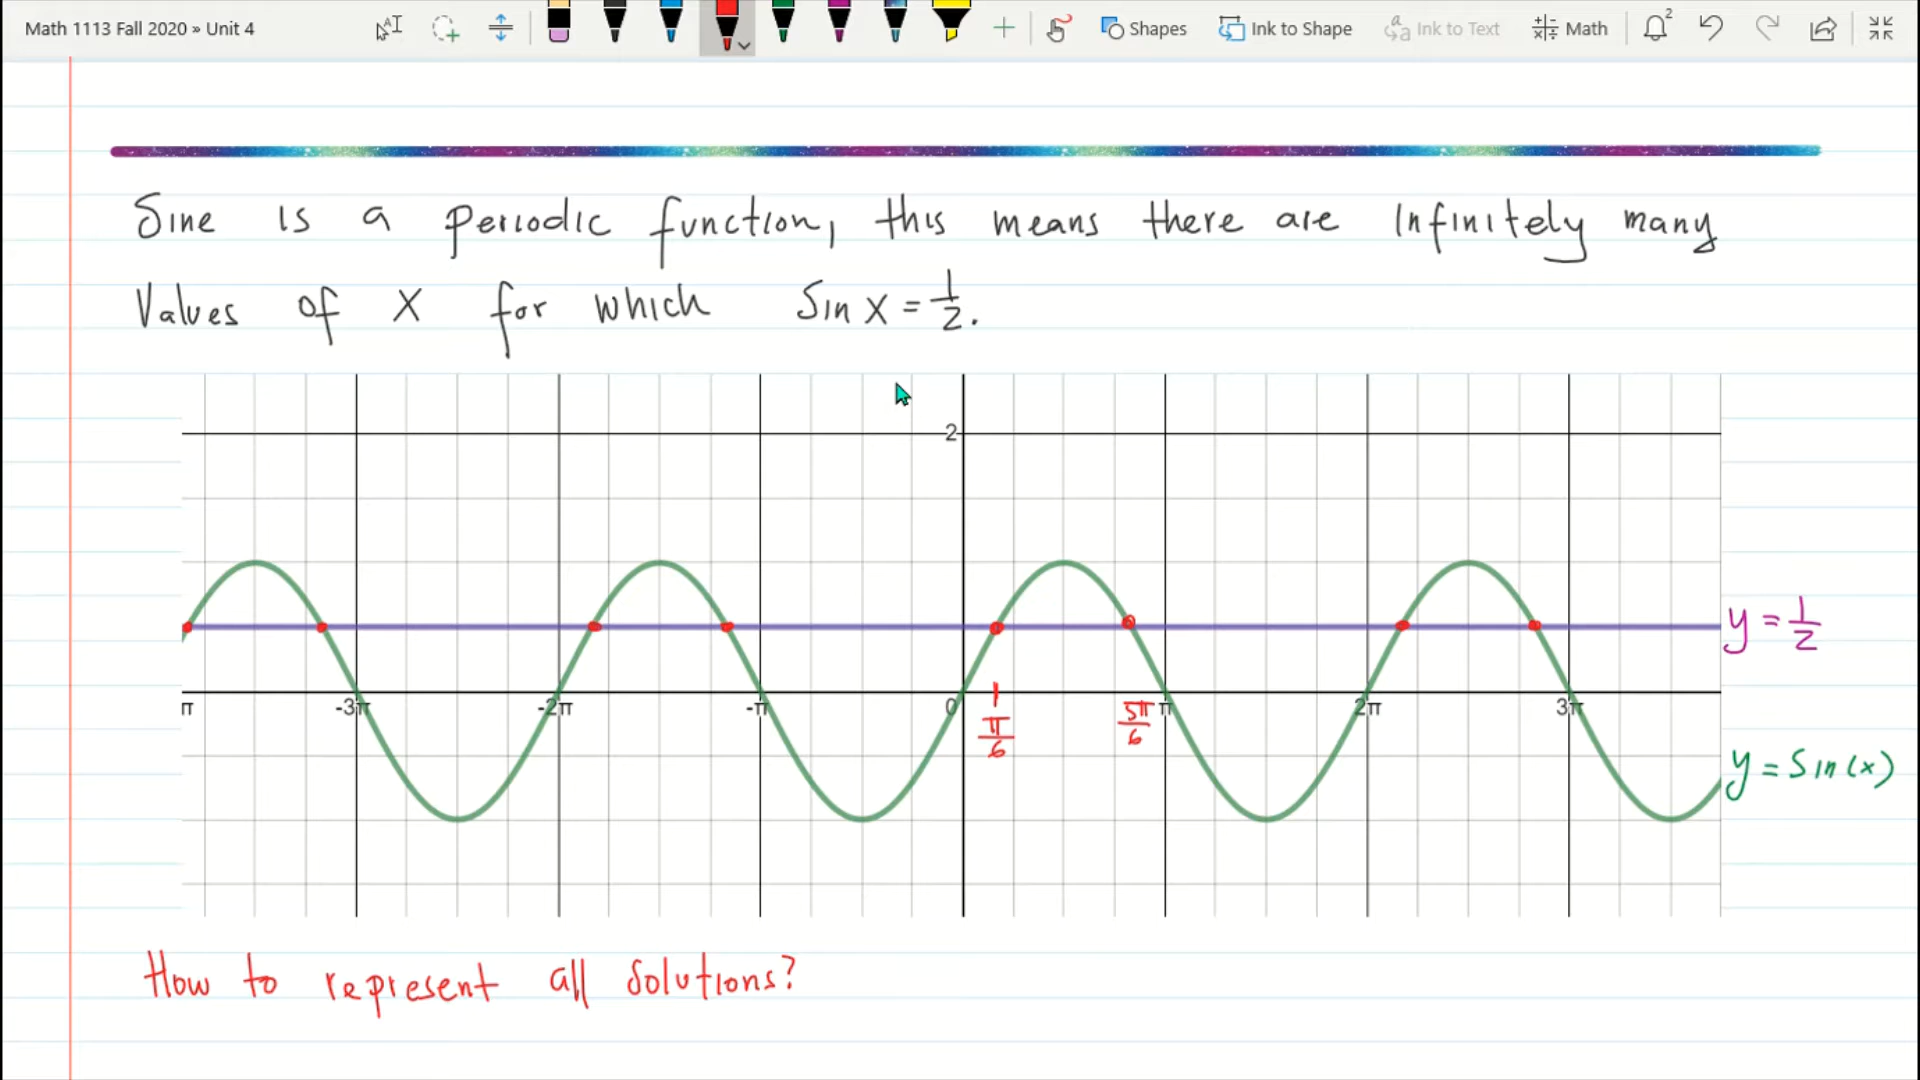 Math 1113 Fall 2020 » Unit 4
Shapes
Ink to Shape
Ink to Text
Math
2
Sine is a periodic function, this means there are infinitely many
Values of X for which Sin x = 1/2.
2
y = 1/2
π -3π -2π -π 0 π/6 5π/6 π 2π 3π
y = Sin(x)
How to represent all solutions?